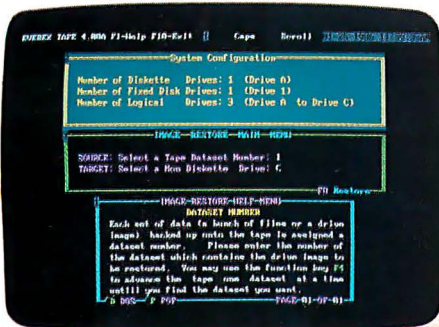 EVEREX TAPE 4.00A F1-Help F10-Exit Caps Scroll
System Configuration
Number of Diskette Drives: 1 (Drive A)
Number of Fixed Disk Drives: 1 (Drive 1)
Number of Logical Drives: 3 (Drive A to Drive C)
IMAGE-RESTORE-MAIN-MENU
SOURCE: Select a Tape Dataset Number: 1
TARGET: Select a Non Diskette Drive: C
Restore
IMAGE-RESTORE-HELP-MENU
DATASET NUMBER
Each set of data (a bunch of files or a drive
image) backed up onto the tape is assigned a
dataset number. Please enter the number of
the dataset which contains the drive image to
be restored. You may use the function key F4
to advance the tape one dataset at a time
until you find the dataset you want.
PAGE-01-OF-01